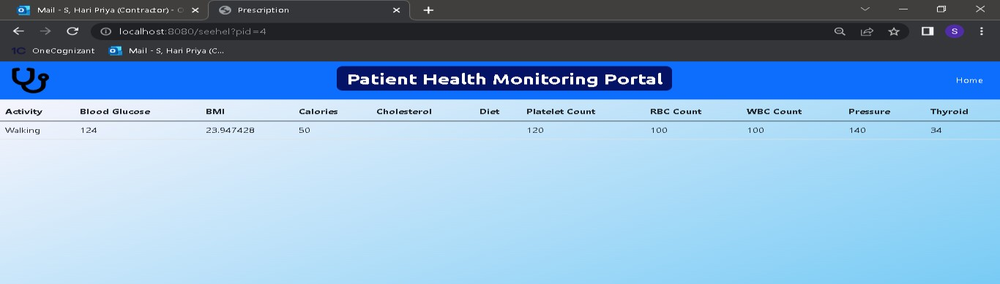 Mail - S, Hari Priya (Contractor) - O Prescription
localhost:8080/seehel?pid=4 S
1C OneCognizant Mail - S, Hari Priya (C...
Patient Health Monitoring Portal Home
Activity Blood Glucose BMI Calories Cholesterol Diet Platelet Count RBC Count WBC Count Pressure Thyroid
Walking 124 23.947428 50 120 100 100 140 34